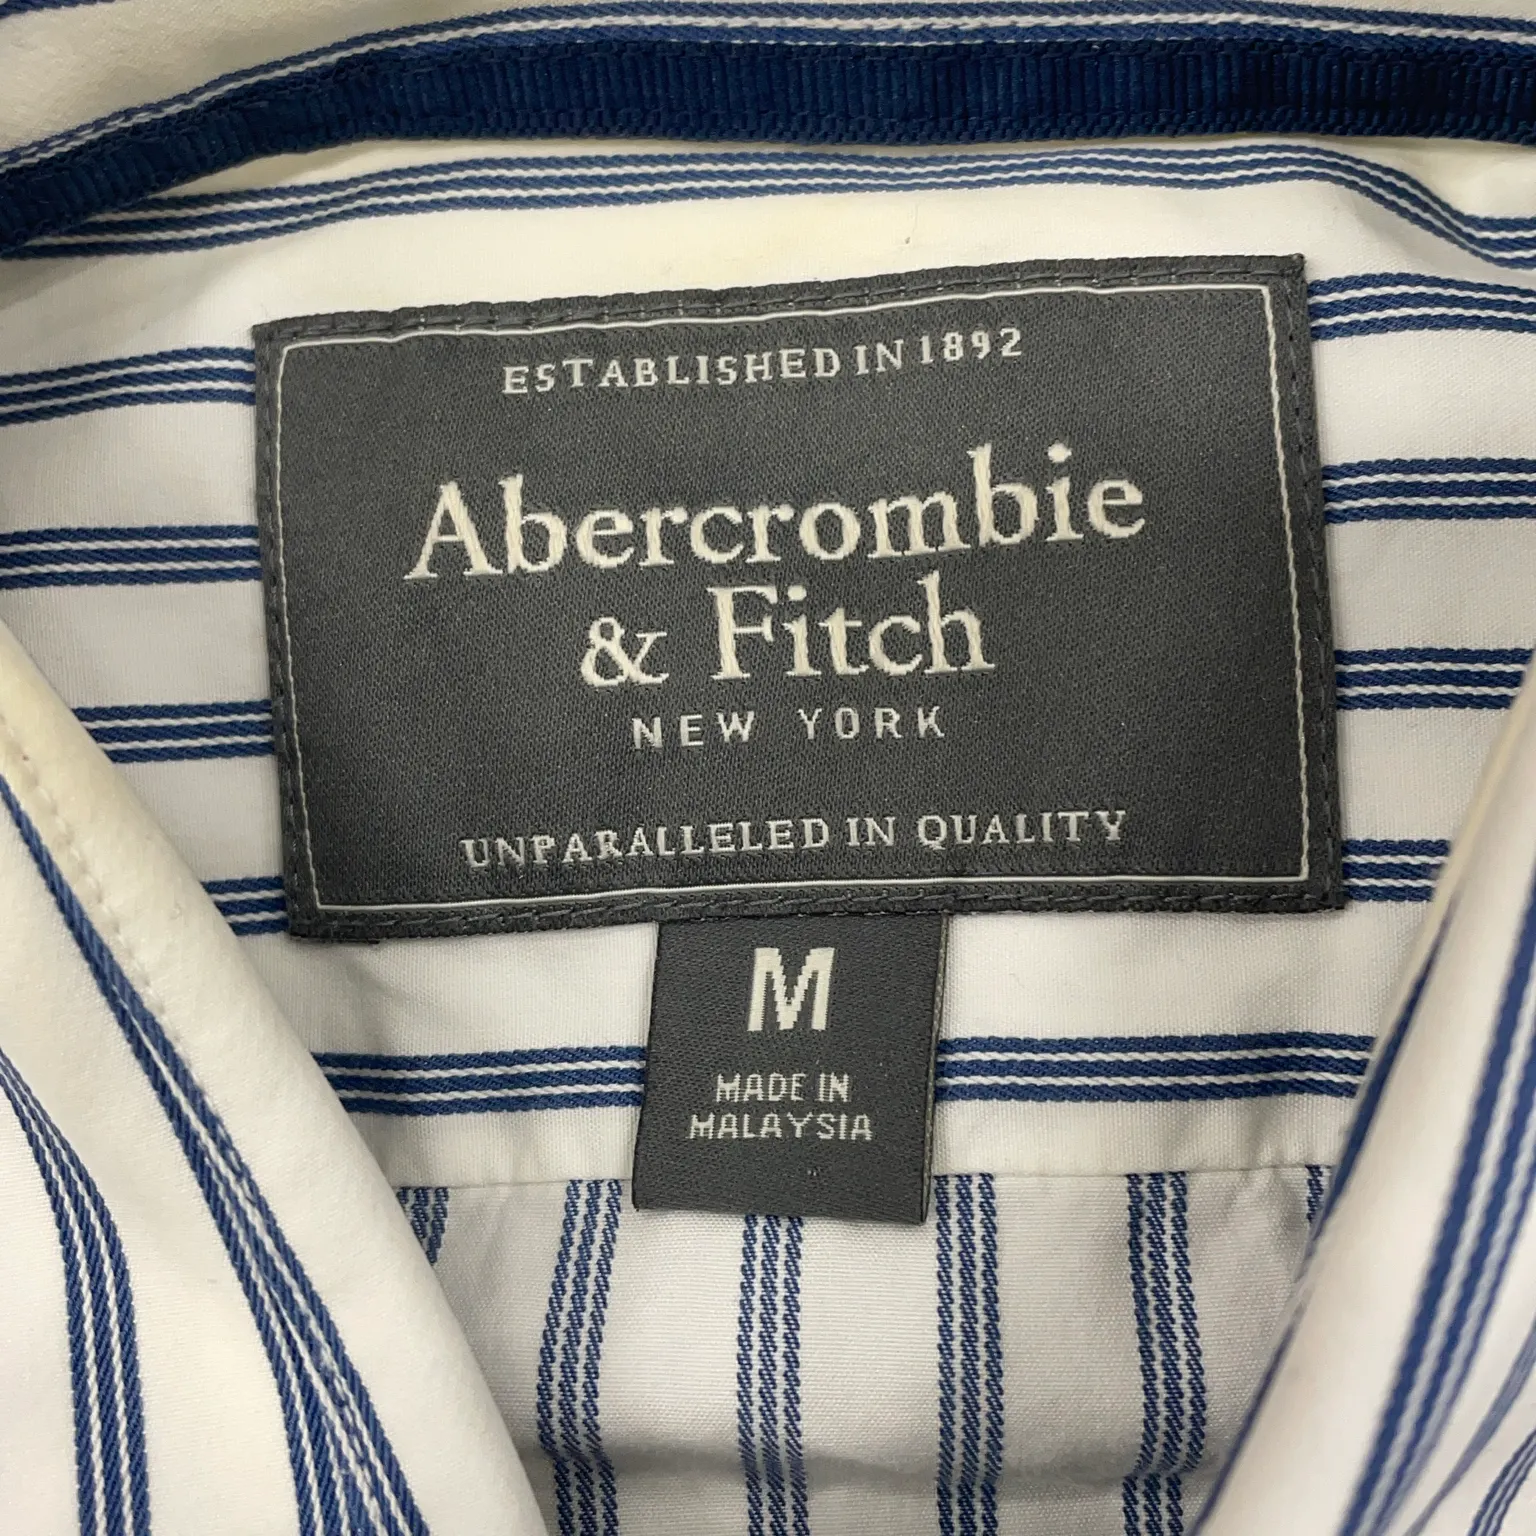 ESTABLISHED IN 1892
Abercrombie
& Fitch
NEW YORK
UNPARALLELED IN QUALITY
M
MADE IN
MALAYSIA